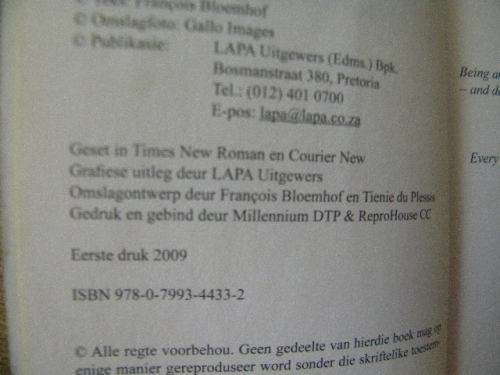 © Teks: François Bloemhof
© Omslagfoto: Gallo Images
© Publikasie: LAPA Uitgewers (Edms.) Bpk.
Bosmanstraat 380, Pretoria
Tel.: (012) 401 0700
E-pos: lapa@lapa.co.za
Geset in Times New Roman en Courier New
Grafiese uitleg deur LAPA Uitgewers
Omslagontwerp deur François Bloemhof en Tienie du Plessis
Gedruk en gebind deur Millennium DTP & ReproHouse CC
Eerste druk 2009
ISBN 978-0-7993-4433-2
© Alle regte voorbehou. Geen gedeelte van hierdie boek mag op
enige manier gereproduseer word sonder die skriftelike toestem-
Being
– and
Every